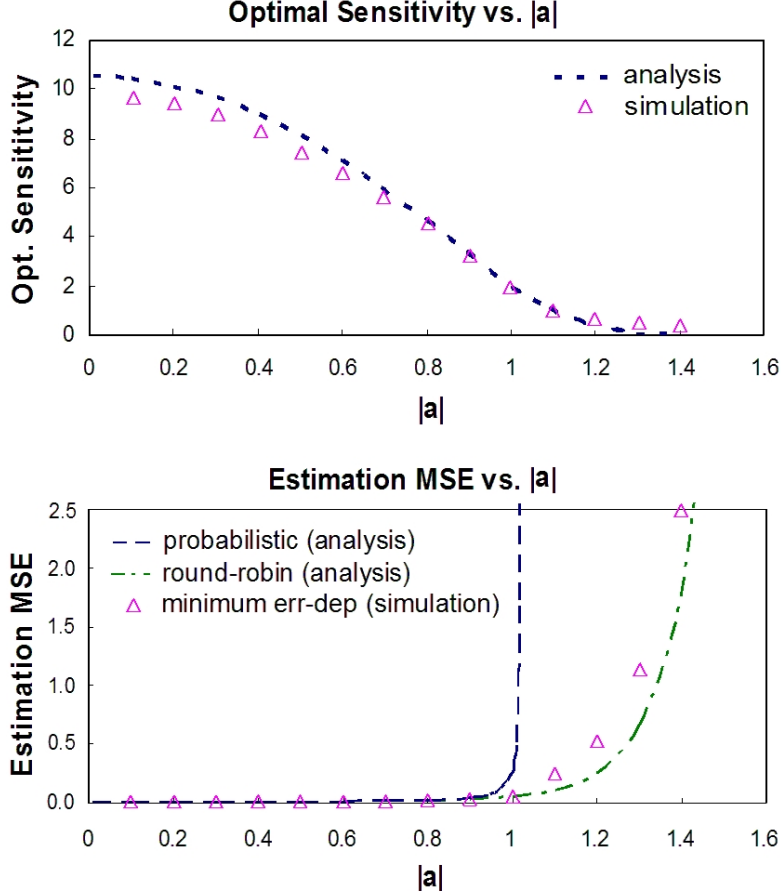 Optimal Sensitivity vs. |a|
12
10
8
6
4
2
0
Opt. Sensititvity
analysis
simulation
0 0.2 0.4 0.6 0.8 1 1.2 1.4 1.6
|a|
Estimation MSE vs. |a|
2.5
2.0
1.5
1.0
0.5
0.0
Estimation MSE
probabilistic (analysis)
round-robin (analysis)
minimum err-dep (simulation)
0 0.2 0.4 0.6 0.8 1 1.2 1.4 1.6
|a|